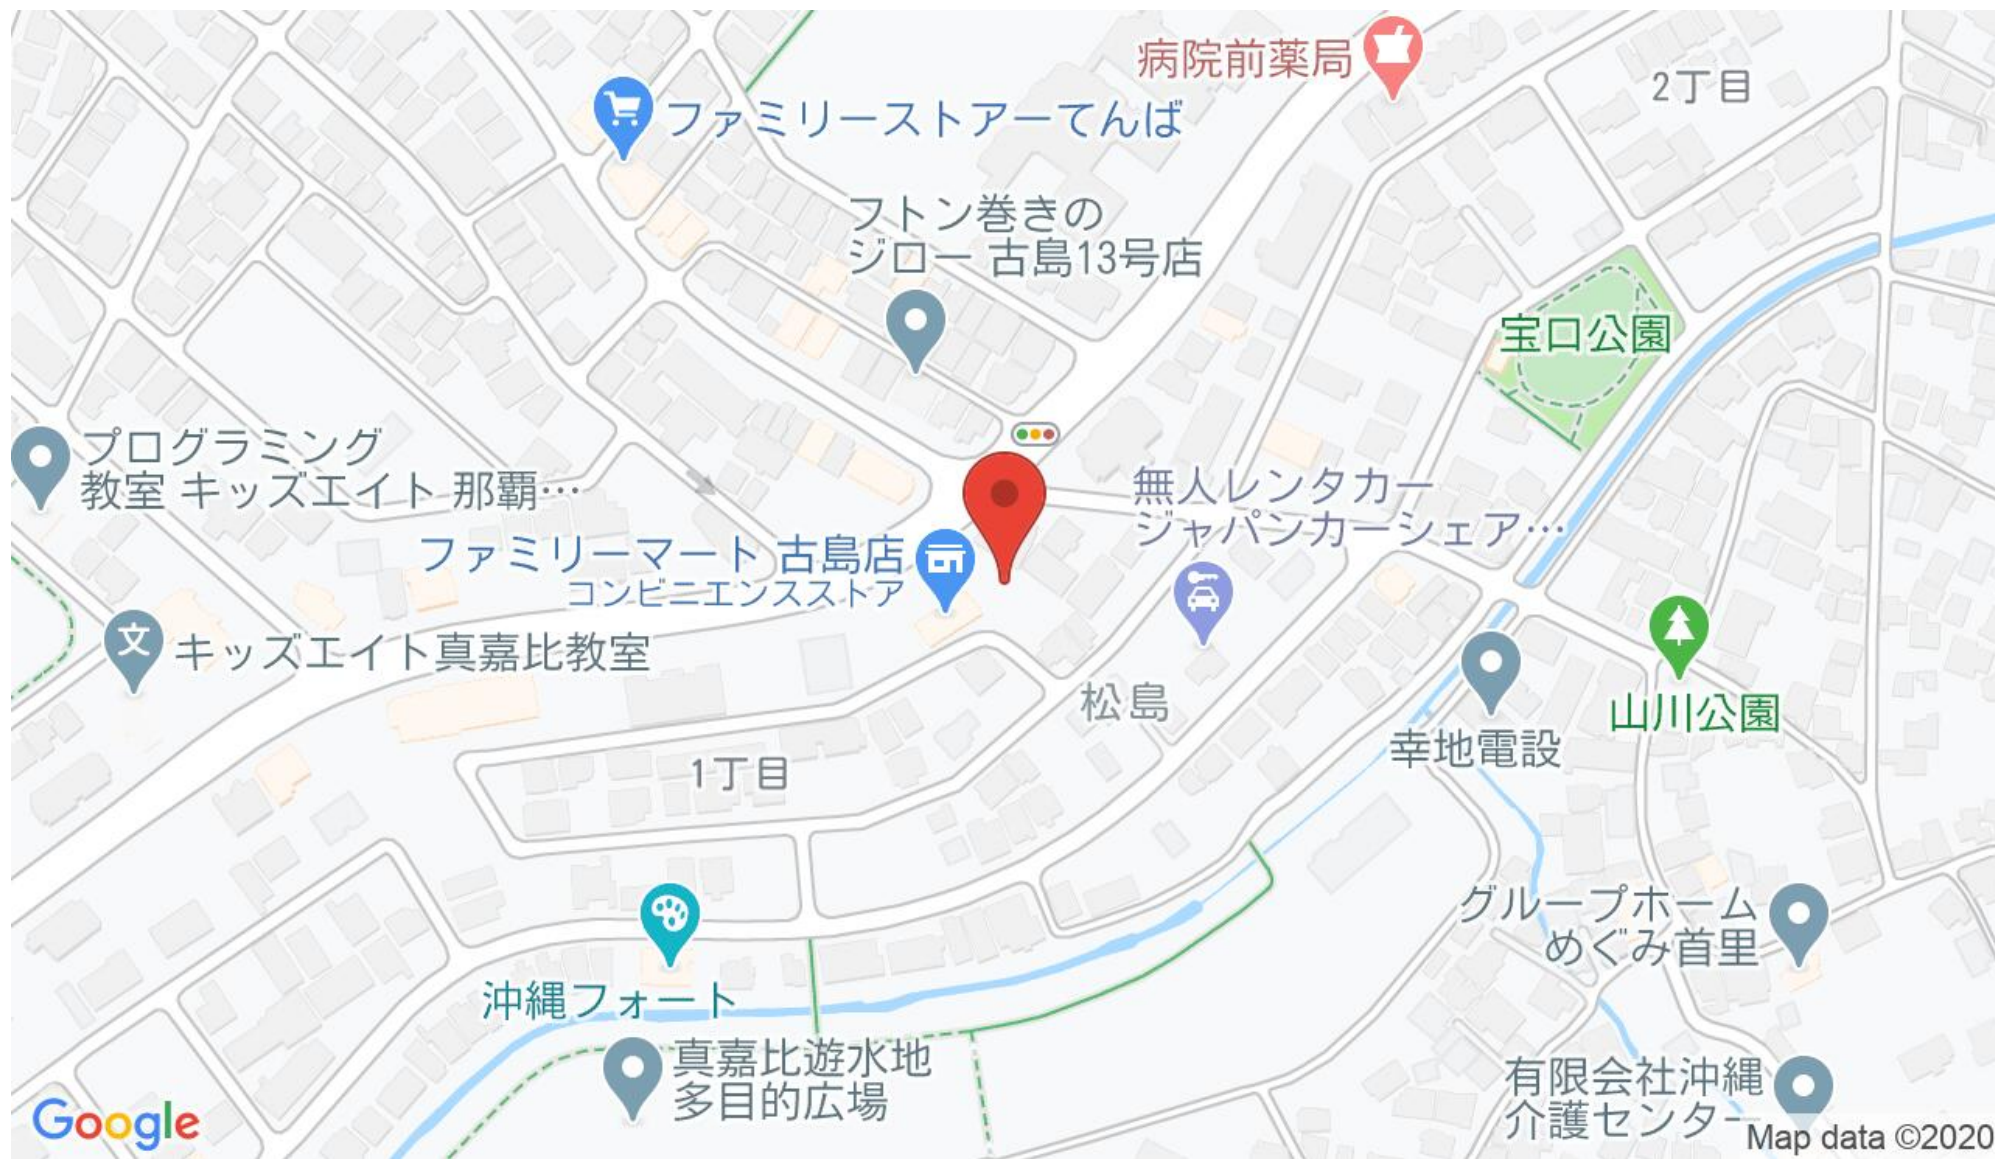 病院前薬局
2丁目
ファミリーストアーてんば
フトン巻きの
ジロー 古島13号店
宝口公園
プログラミング
教室 キッズエイト 那覇…
無人レンタカー
ジャパンカーシェア…
ファミリーマート 古島店
コンビニエンスストア
文
キッズエイト真嘉比教室
松島
山川公園
幸地電設
1丁目
グループホーム
めぐみ首里
沖縄フォート
真嘉比遊水地
多目的広場
有限会社沖縄
介護センター
Google
Map data ©2020